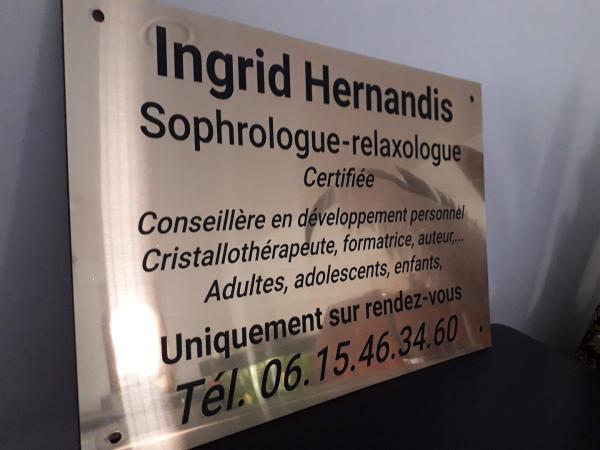 Ingrid Hernandis
Sophrologue-relaxologue
Certifiée
Conseillère en développement personnel
Cristallothérapeute, formatrice, auteur,...
Adultes, adolescents, enfants,
Uniquement sur rendez-vous
Tél. 06.15.46.34.60